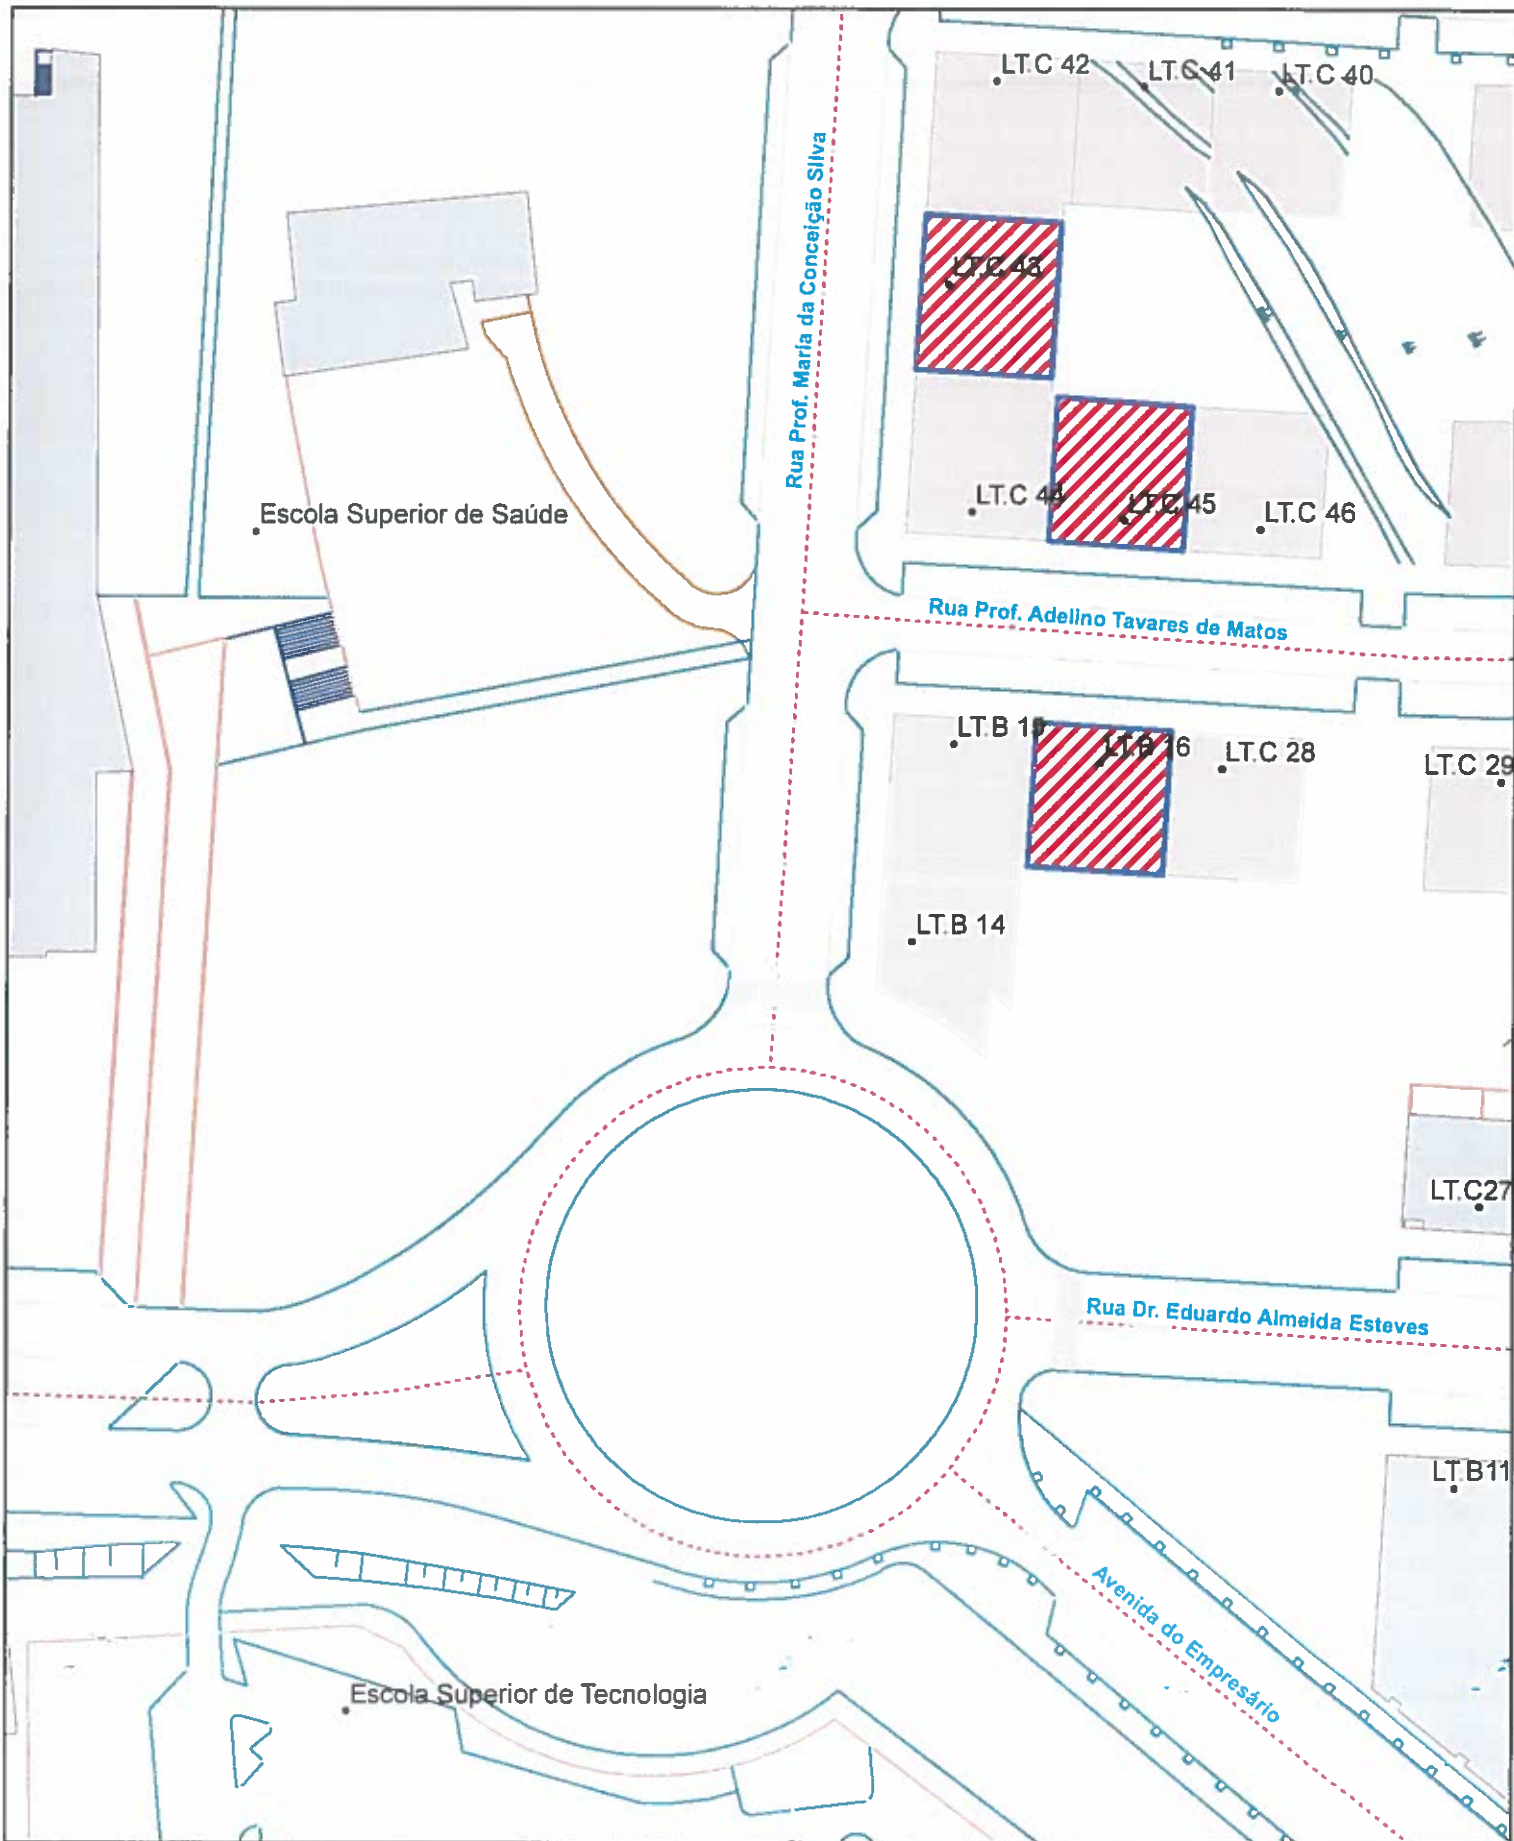 LT.C 42
LT.C 41
LT.C 40
Rua Prof. Maria da Conceição Silva
LT.C 43
LT.C 44
LT.C 45
LT.C 46
Escola Superior de Saúde
Rua Prof. Adelino Tavares de Matos
LT.B 15
LT.B 16
LT.C 28
LT.C 29
LT.B 14
LT.C27
Rua Dr. Eduardo Almeida Esteves
LT.B11
Avenida do Empresário
Escola Superior de Tecnologia